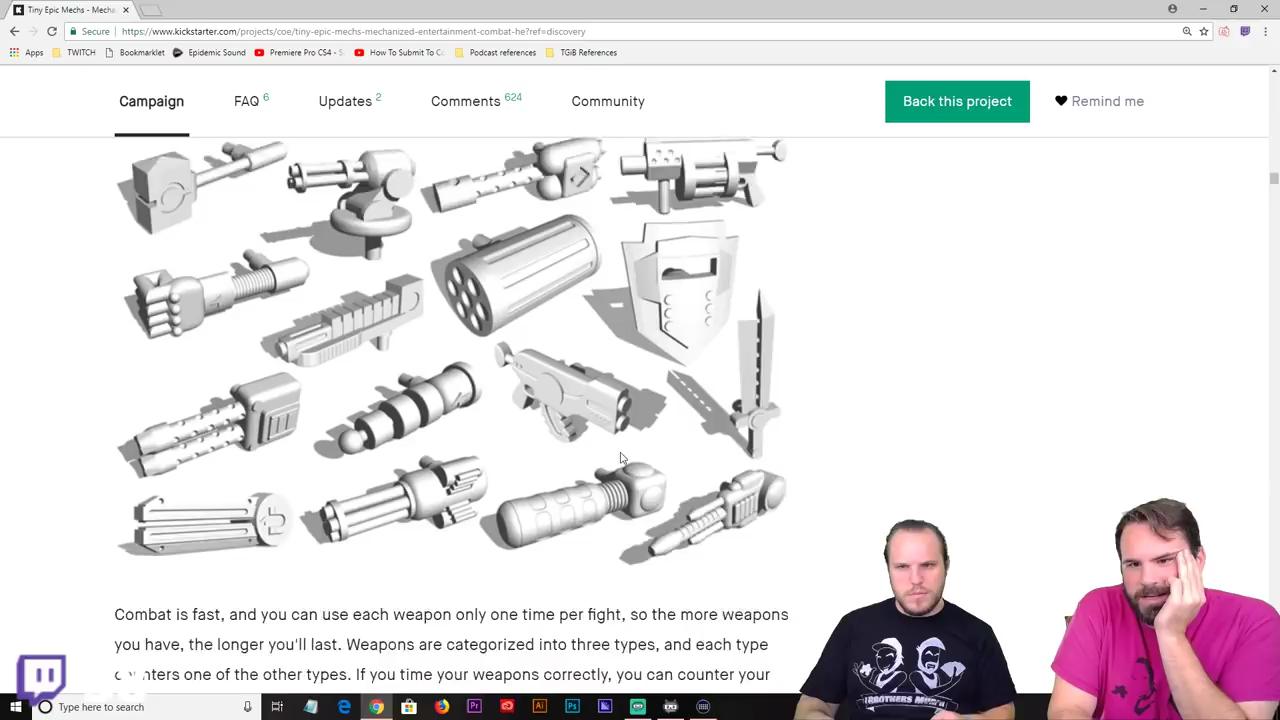 Tiny Epic Mechs - Mecha
Secure
https://www.kickstarter.com/projects/coe/tiny-epic-mechs-mechanized-entertainment-combat-he?ref=discovery
Apps TWITCH Bookmarklet Epidemic Sound Premiere Pro CS4 - S How To Submit To Co Podcast references TGiB References
Campaign FAQ 6 Updates 2 Comments 624 Community Back this project Remind me
Combat is fast, and you can use each weapon only one time per fight, so the more weapons
you have, the longer you'll last. Weapons are categorized into three types, and each type
counters one of the other types. If you time your weapons correctly, you can counter your
BROTHERS
Type here to search